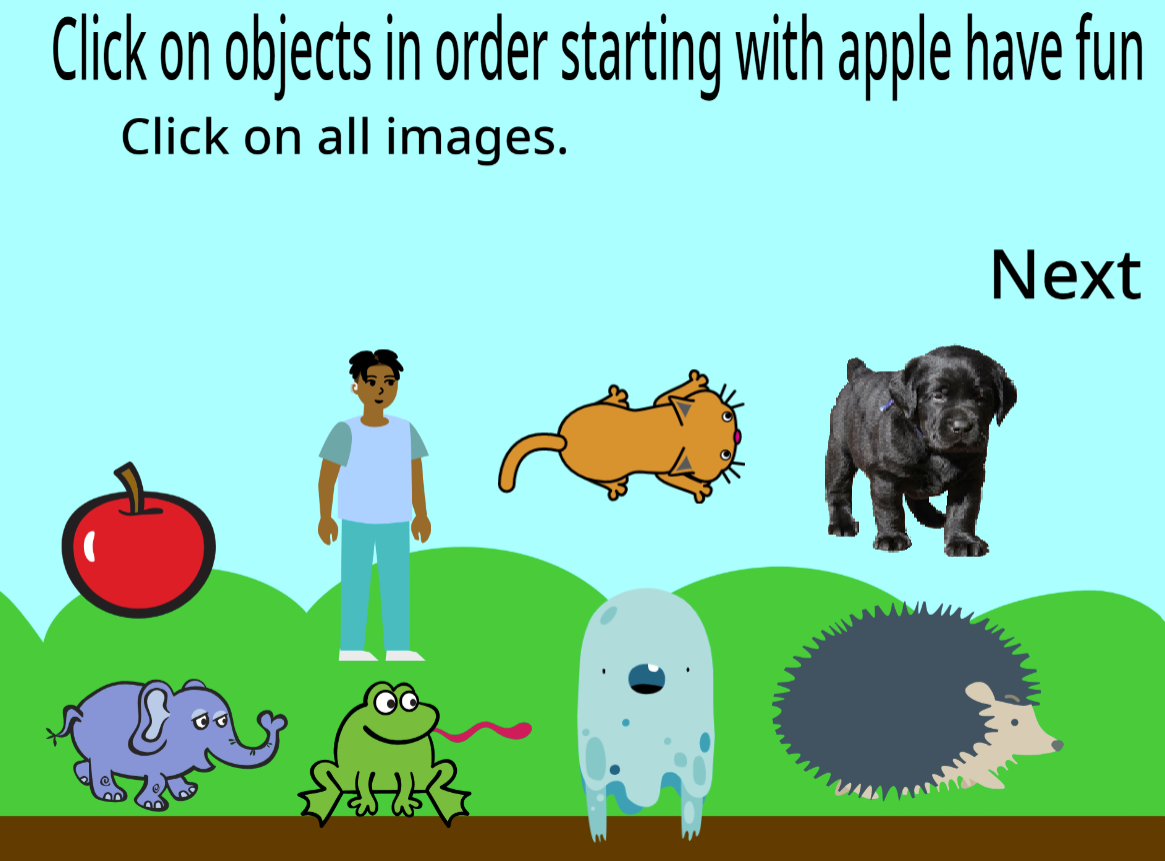 Click on objects in order starting with apple have fun
Click on all images.
Next